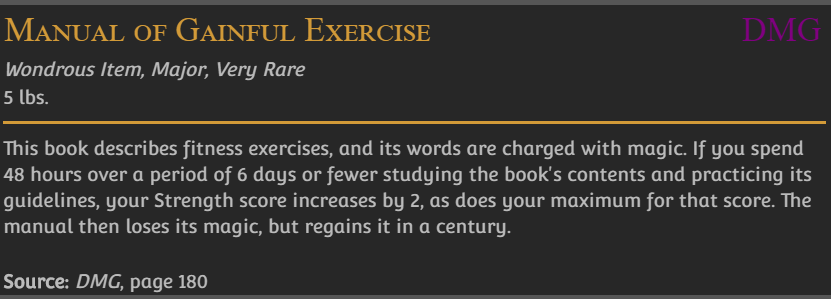 Manual of Gainful Exercise DMG
Wondrous Item, Major, Very Rare
5 lbs.
This book describes fitness exercises, and its words are charged with magic. If you spend
48 hours over a period of 6 days or fewer studying the book's contents and practicing its
guidelines, your Strength score increases by 2, as does your maximum for that score. The
manual then loses its magic, but regains it in a century.
Source: DMG, page 180